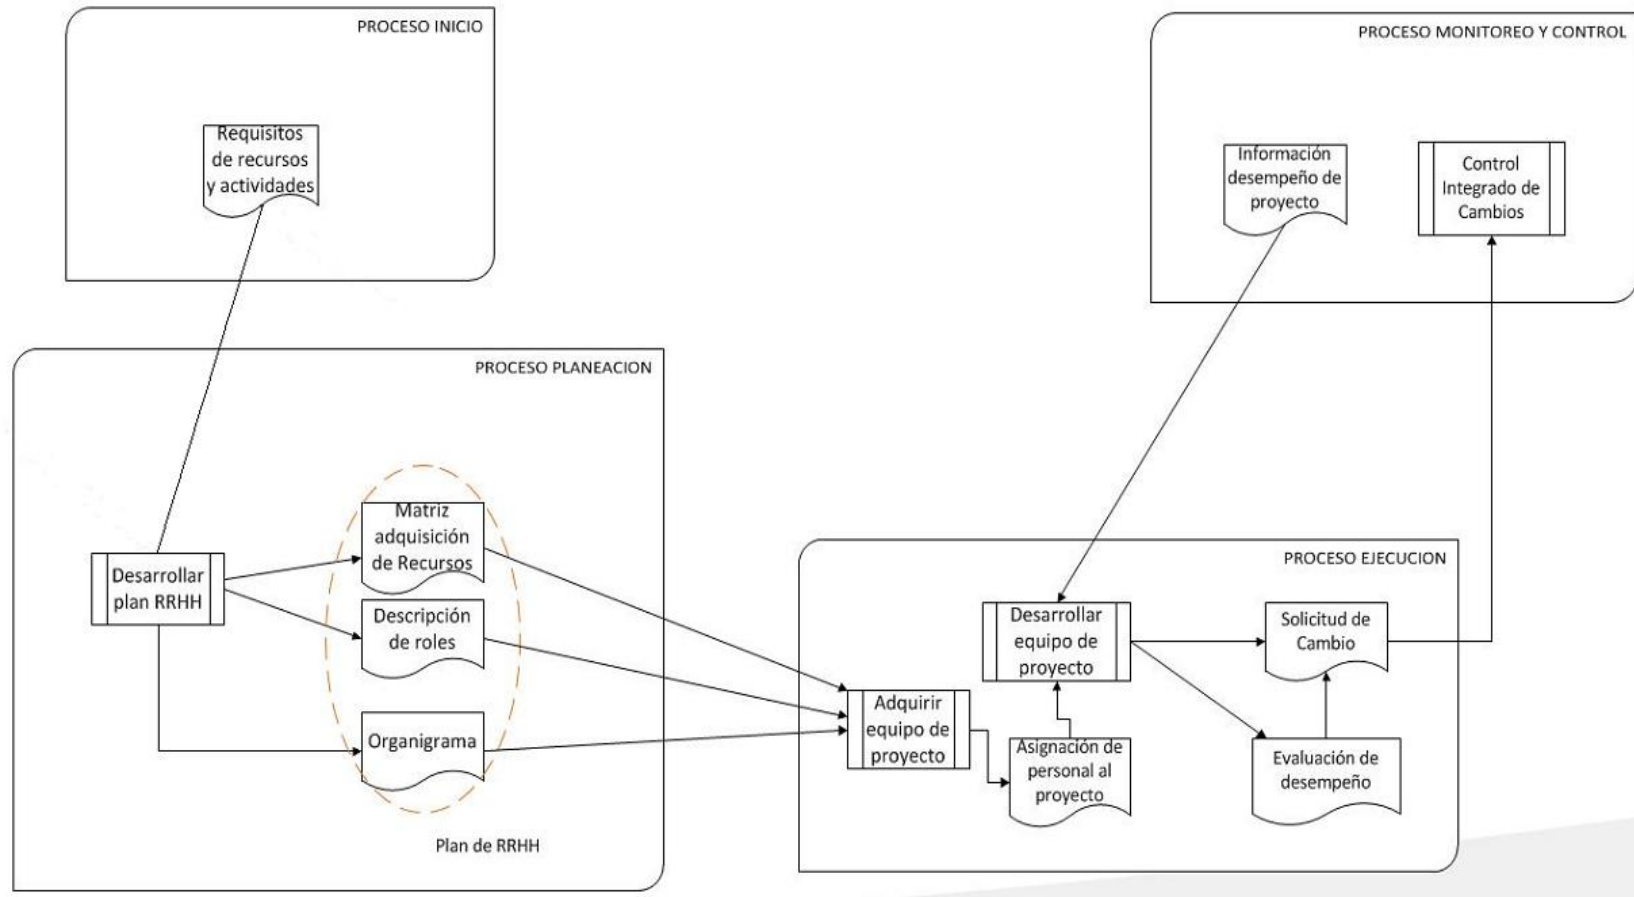 PROCESO INICIO
Requisitos
de recursos
y actividades
PROCESO MONITOREO Y CONTROL
Información
desempeño de
proyecto
Control
Integrado de
Cambios
PROCESO PLANEACION
Matriz
adquisición
de Recursos
Desarrollar
plan RRHH
Descripción
de roles
Organigrama
Plan de RRHH
PROCESO EJECUCION
Desarrollar
equipo de
proyecto
Solicitud de
Cambio
Adquirir
equipo de
proyecto
Asignación de
personal al
proyecto
Evaluación de
desempeño